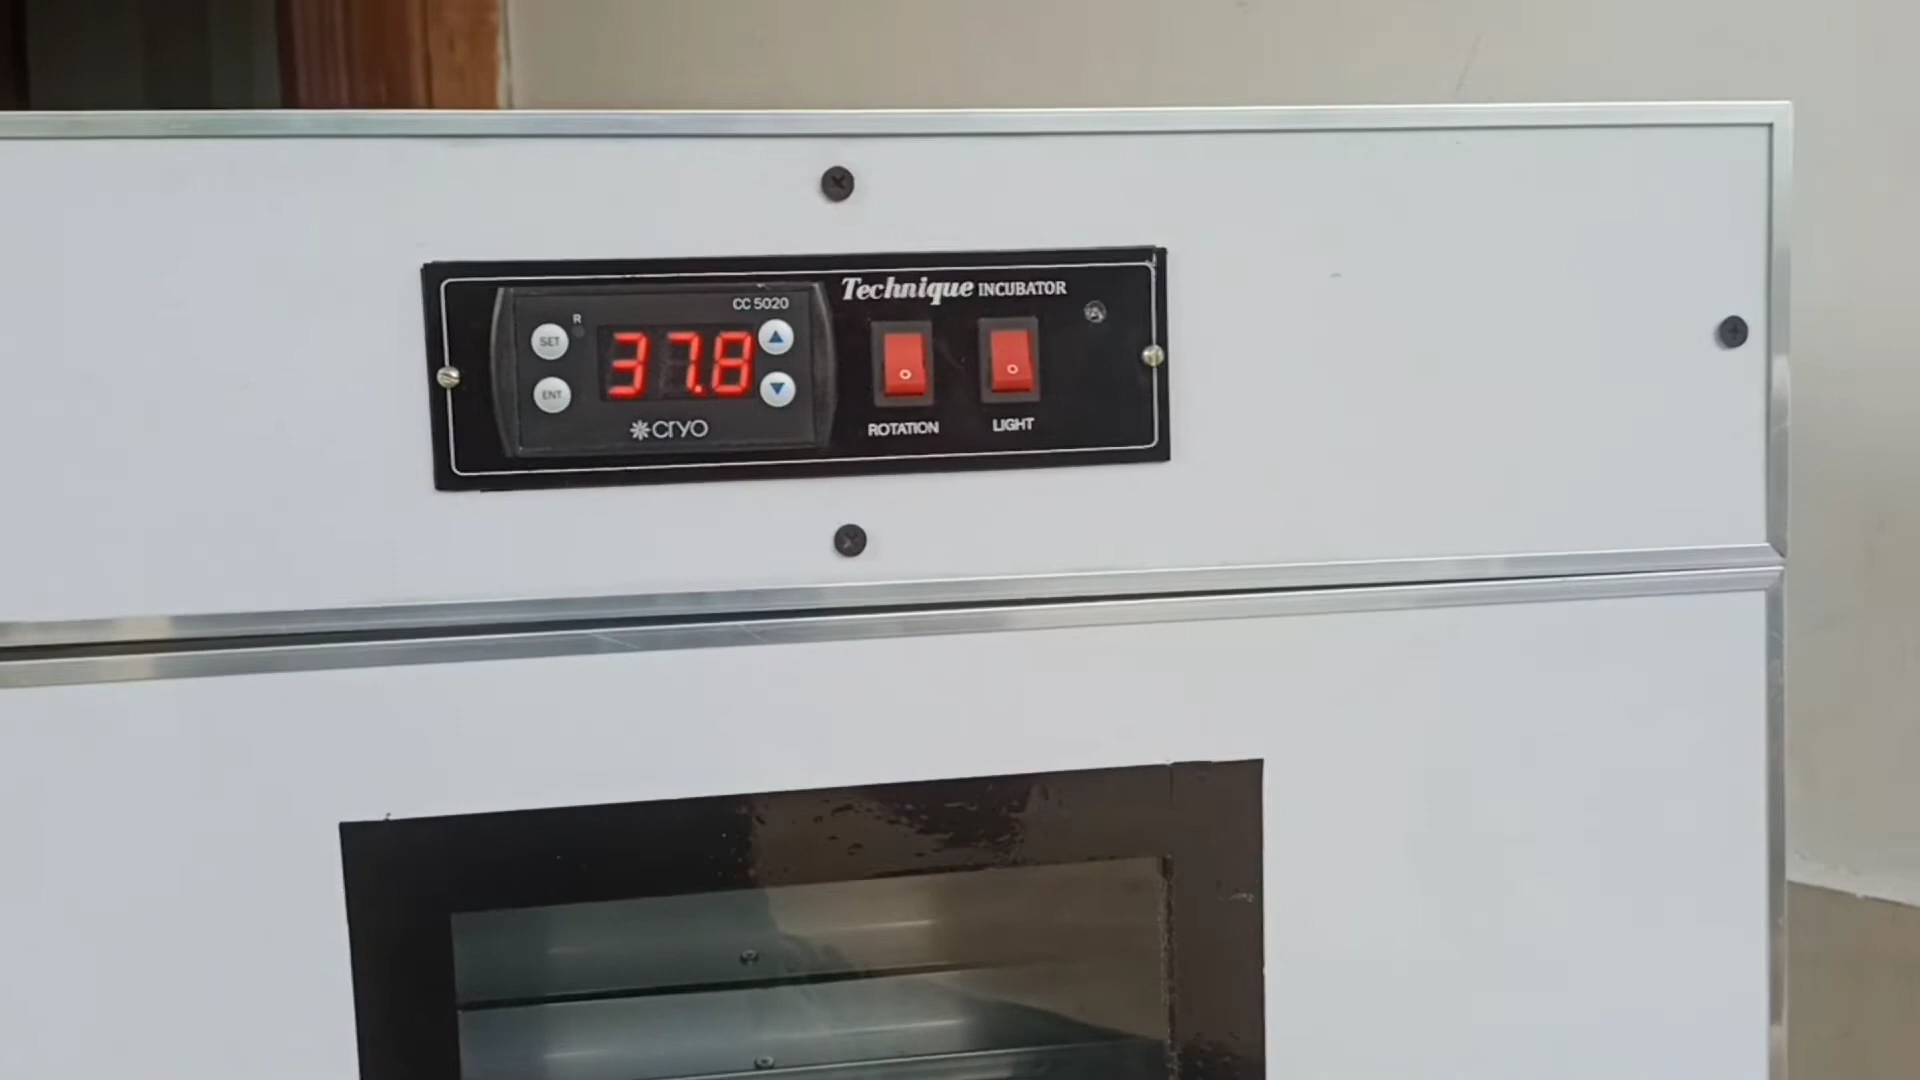 Technique INCUBATOR
CC 5020
R
SET
37.8
ENT
cryo
ROTATION
LIGHT